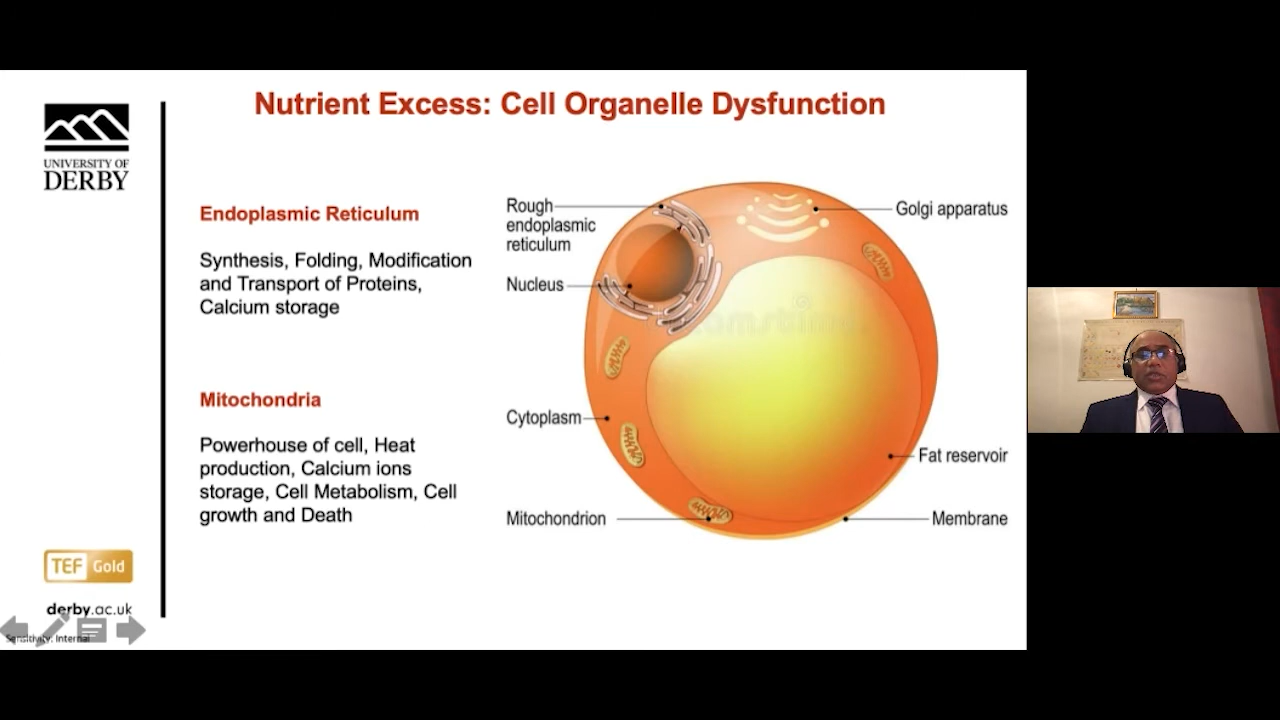 Nutrient Excess: Cell Organelle Dysfunction
UNIVERSITY OF
DERBY
Endoplasmic Reticulum
Synthesis, Folding, Modification
and Transport of Proteins,
Calcium storage
Mitochondria
Powerhouse of cell, Heat
production, Calcium ions
storage, Cell Metabolism, Cell
growth and Death
Rough
endoplasmic
reticulum
Nucleus
Cytoplasm
Mitochondrion
Golgi apparatus
Fat reservoir
Membrane
TEF Gold
derby.ac.uk
Sensitivity: Internal